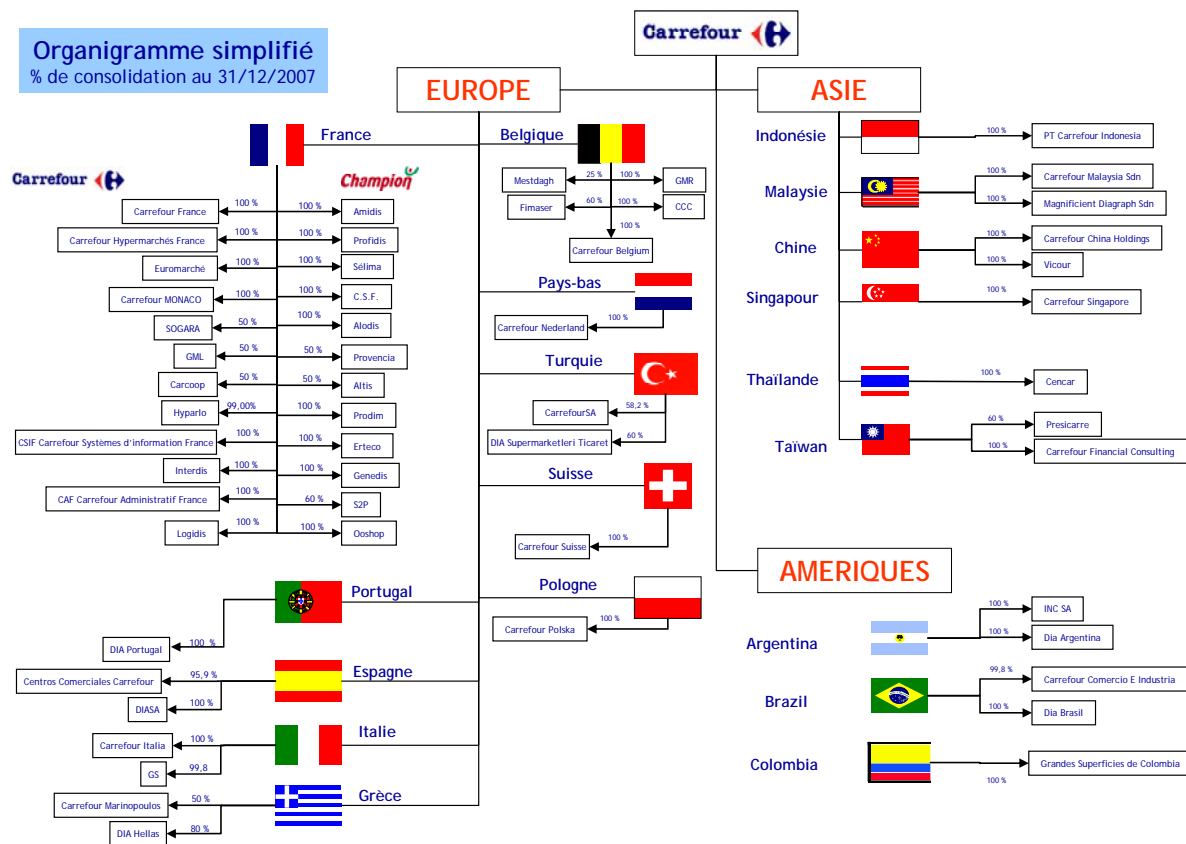 Carrefour
Organigramme simplifié
% de consolidation au 31/12/2007
EUROPE
ASIE
France
Carrefour
Champion
100 %
Carrefour France
100 %
Amidis
100 %
Carrefour Hypermarchés France
100 %
Profidis
100 %
Euromarché
100 %
Sélima
100 %
Carrefour MONACO
100 %
C.S.F.
50 %
SOGARA
100 %
Alodis
50 %
GML
50 %
Provencia
50 %
Carcoop
50 %
Altis
99,00%
Hyparlo
100 %
Prodim
100 %
CSIF Carrefour Systèmes d'information France
100 %
Erteco
100 %
Interdis
100 %
Genedis
100 %
CAF Carrefour Administratif France
60 %
S2P
100 %
Logidis
100 %
Ooshop
Portugal
100 %
DIA Portugal
Espagne
95,9 %
Centros Comerciales Carrefour
100 %
DIASA
Italie
100 %
Carrefour Italia
99,8
GS
Grèce
50 %
Carrefour Marinopoulos
80 %
DIA Hellas
Belgique
Mestdagh
25 %
100 %
GMR
Fimaser
60 %
100 %
CCC
100 %
Carrefour Belgium
Pays-bas
100 %
Carrefour Nederland
Turquie
58,2 %
CarrefourSA
60 %
DIA Supermarketleri Ticaret
Suisse
100 %
Carrefour Suisse
Pologne
100 %
Carrefour Polska
Indonésie
100 %
PT Carrefour Indonesia
Malaysie
100 %
Carrefour Malaysia Sdn
100 %
Magnificient Diagraph Sdn
Chine
100 %
Carrefour China Holdings
100 %
Vicour
Singapour
100 %
Carrefour Singapore
Thaïlande
100 %
Cencar
Taïwan
60 %
Presicarre
100 %
Carrefour Financial Consulting
AMERIQUES
Argentina
100 %
INC SA
100 %
Dia Argentina
Brazil
99,8 %
Carrefour Comercio E Industria
100 %
Dia Brasil
Colombia
100 %
Grandes Superficies de Colombia